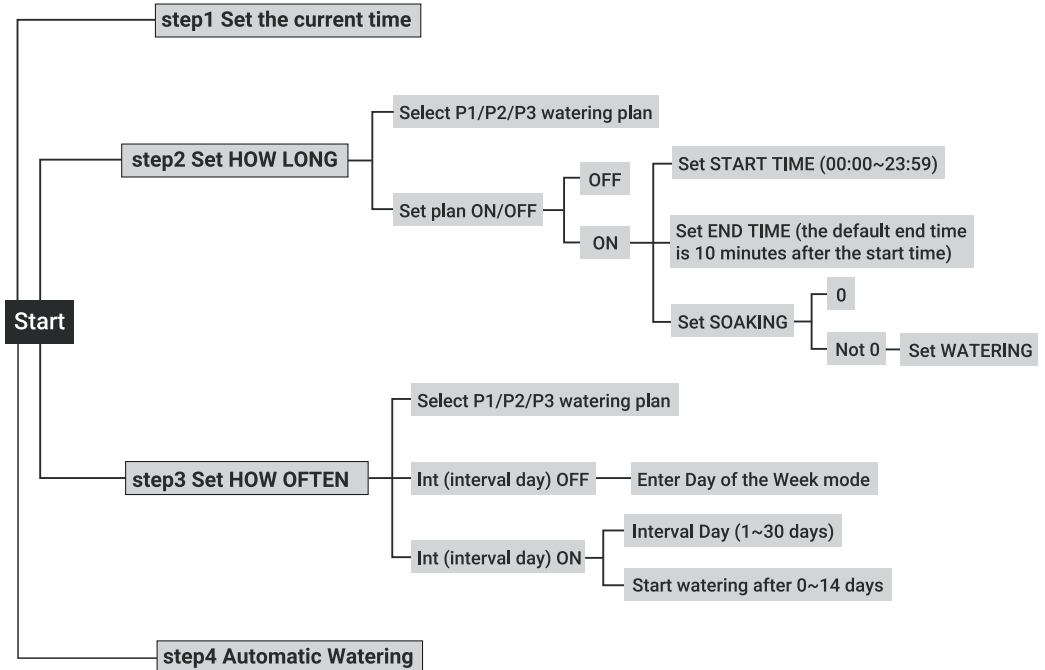 step1 Set the current time
Select P1/P2/P3 watering plan
step2 Set HOW LONG
Set START TIME (00:00~23:59)
OFF
Set plan ON/OFF
ON
Set END TIME (the default end time
is 10 minutes after the start time)
0
Start
Set SOAKING
Not 0
Set WATERING
Select P1/P2/P3 watering plan
step3 Set HOW OFTEN
Int (interval day) OFF
Enter Day of the Week mode
Interval Day (1~30 days)
Int (interval day) ON
Start watering after 0~14 days
step4 Automatic Watering